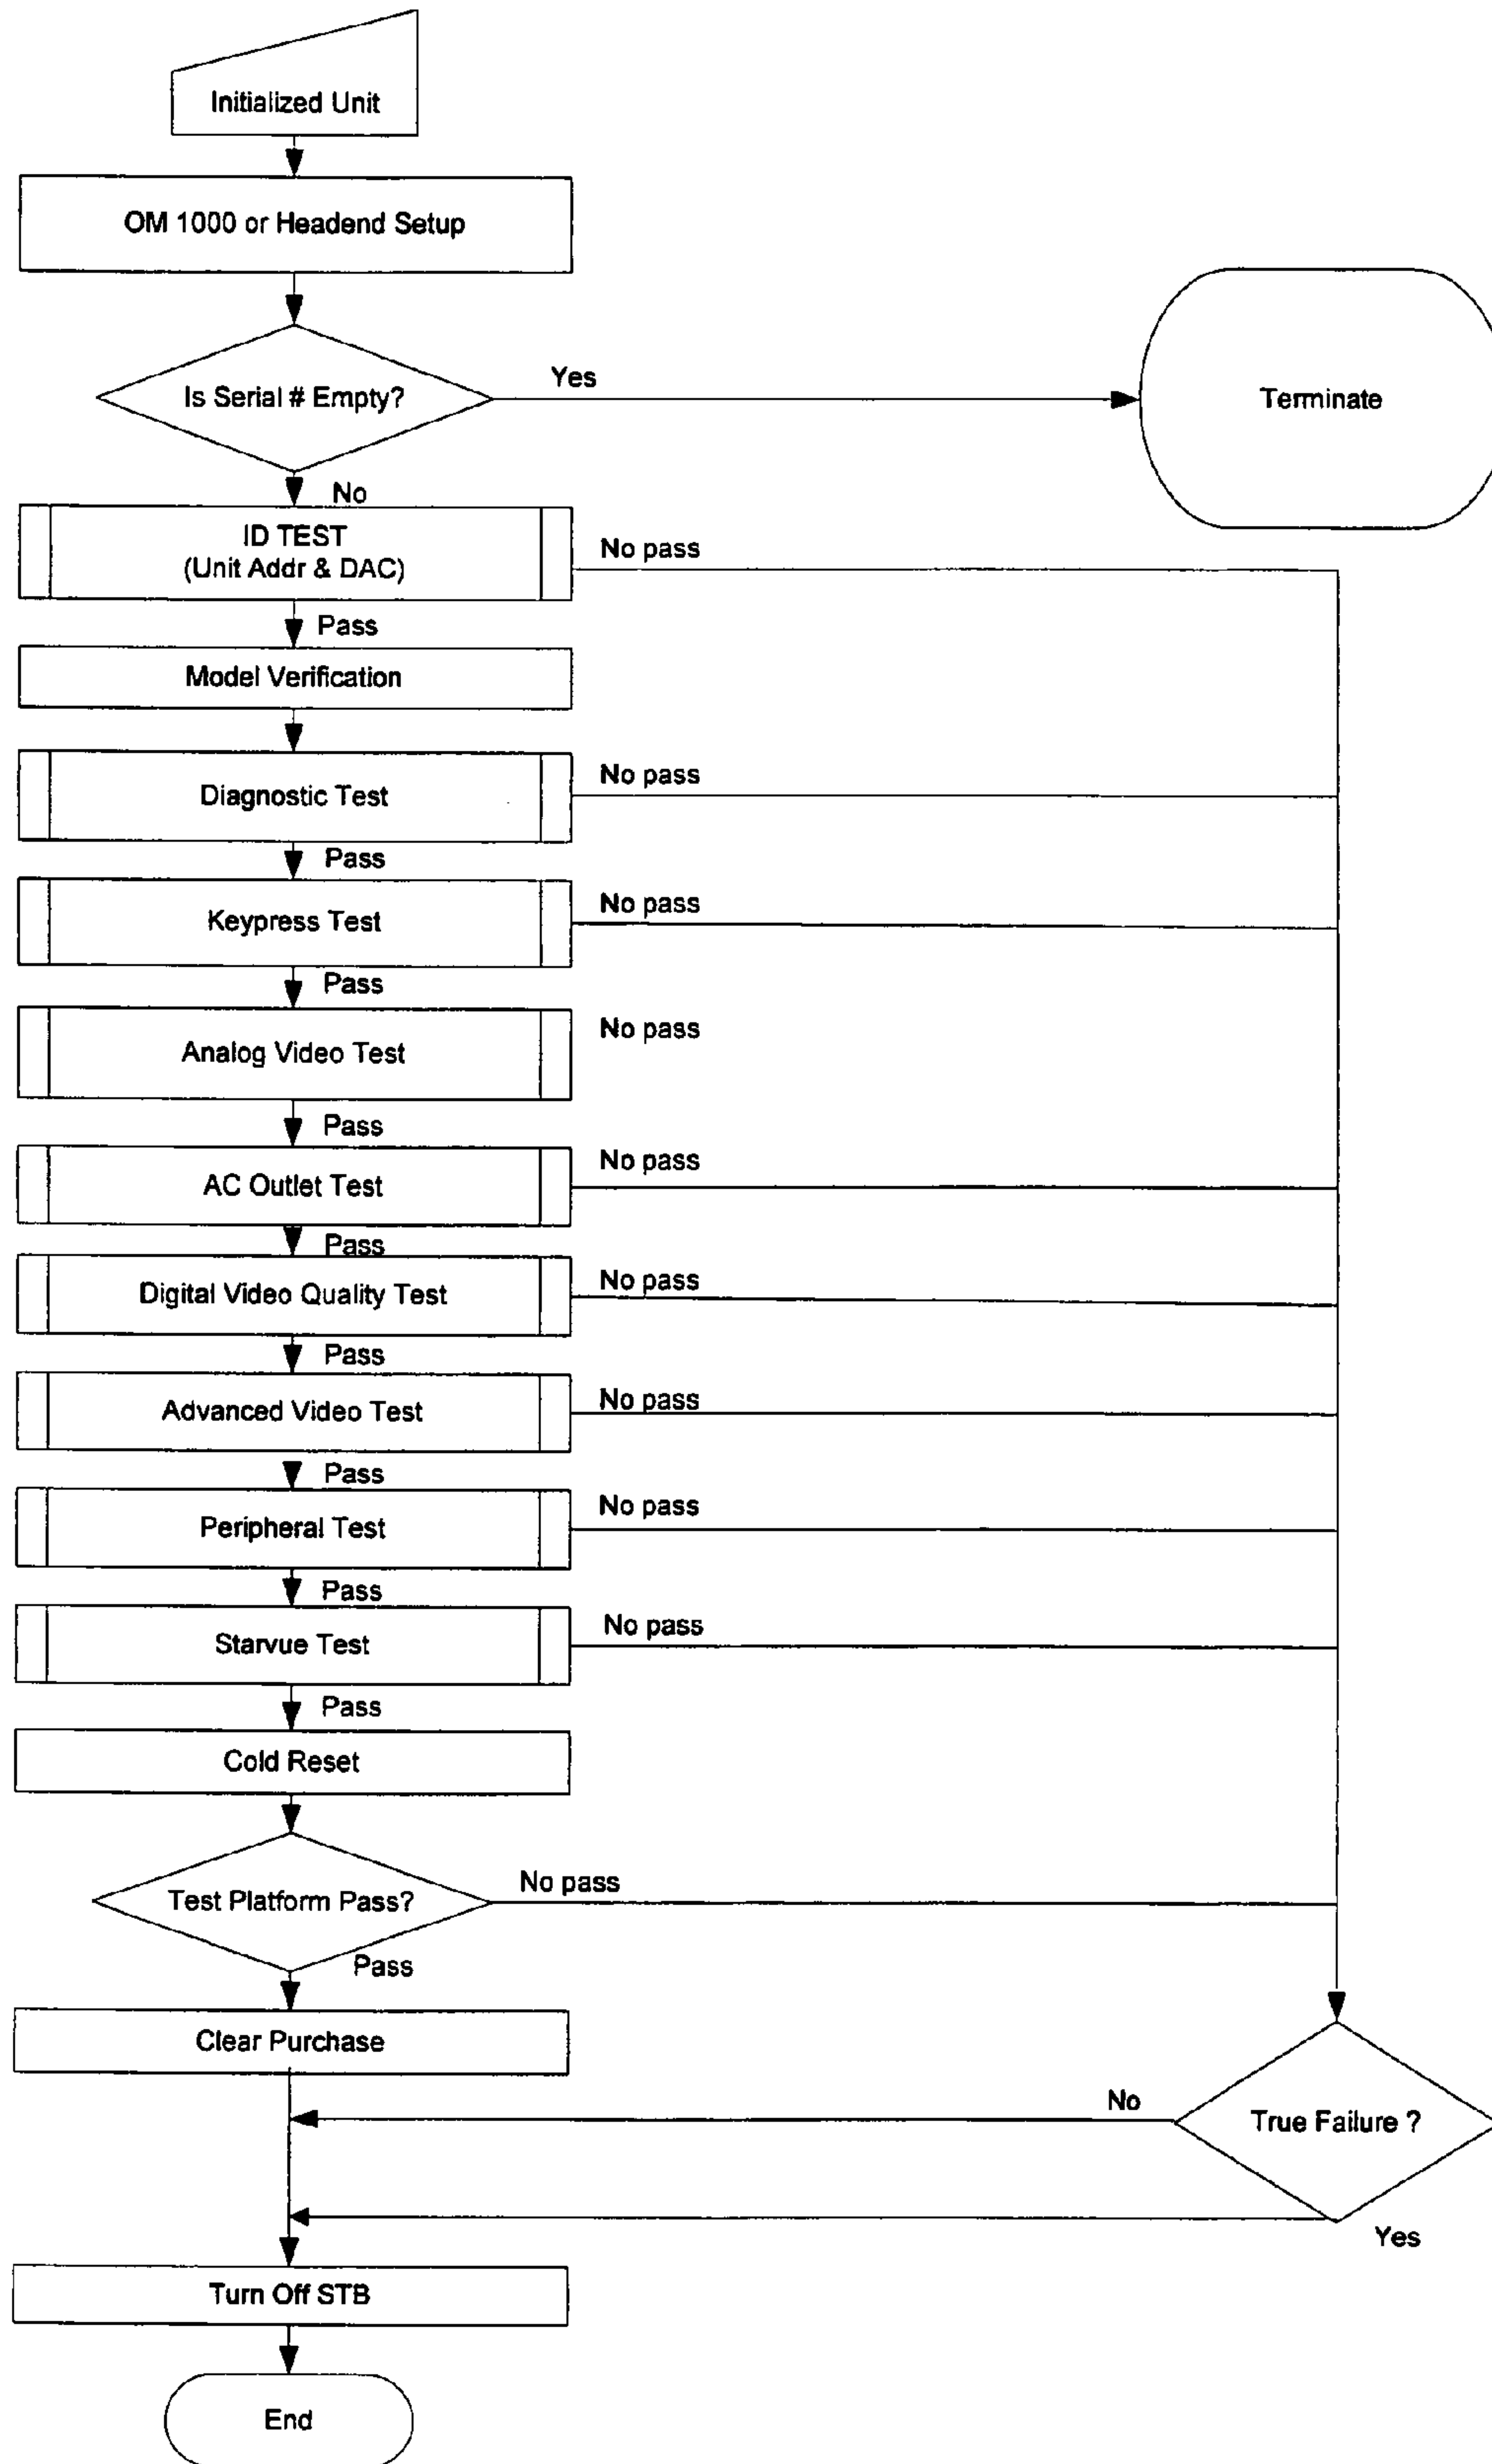 Initialized Unit
OM 1000 or Headend Setup
Is Serial # Empty?
Yes
Terminate
No
ID TEST
(Unit Addr & DAC)
No pass
Pass
Model Verification
Diagnostic Test
No pass
Pass
Keypress Test
No pass
Pass
Analog Video Test
No pass
Pass
AC Outlet Test
No pass
Pass
Digital Video Quality Test
No pass
Pass
Advanced Video Test
No pass
Pass
Peripheral Test
No pass
Pass
Starvue Test
No pass
Pass
Cold Reset
Test Platform Pass?
No pass
Pass
Clear Purchase
No
True Failure ?
Yes
Turn Off STB
End